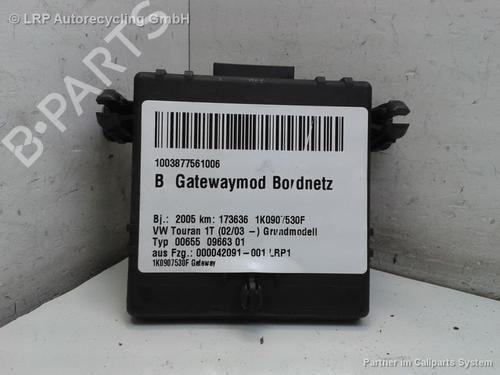 LRP Autorecycling GmbH
B-PARTS
1003877561006
B Gatewaymod Bordnetz
Bj.: 2005 km: 173636 1K0907530F
VW Touran 1T (02/03 -) Grundmodell
Typ 00655 09663 01
aus Fzg.: 000042091-001 LRP1
1K0907530F Gateway
Partner im Callparts System